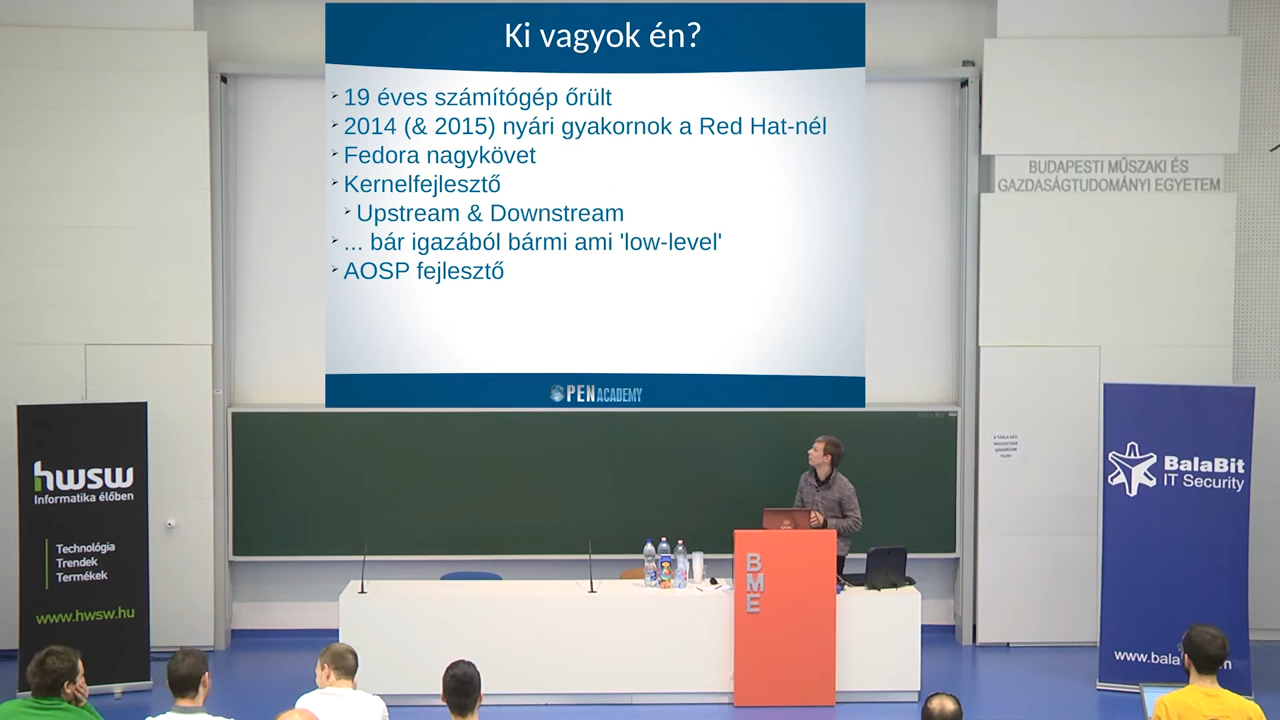 Ki vagyok én?
19 éves számítógép őrült
2014 (& 2015) nyári gyakornok a Red Hat-nél
Fedora nagykövet
Kernelfejlesztő
Upstream & Downstream
... bár igazából bármi ami 'low-level'
AOSP fejlesztő
OPEN ACADEMY
BUDAPESTI MŰSZAKI ÉS
GAZDASÁGTUDOMÁNYI EGYETEM
hwsw
Informatika élőben
Technológia
Trendek
Termékek
www.hwsw.hu
BME
BalaBit
IT Security